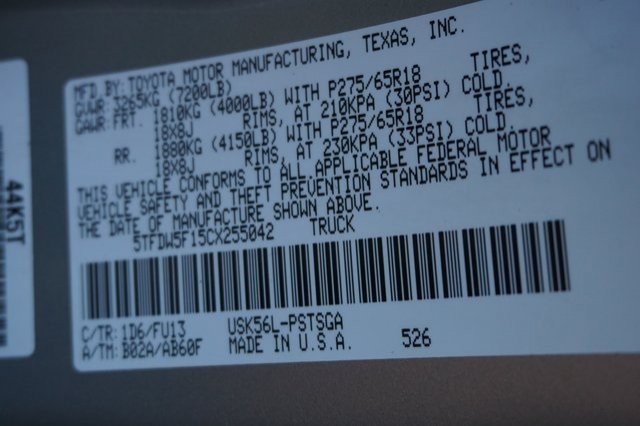 MFD. BY: TOYOTA MOTOR MANUFACTURING, TEXAS, INC.
GVWR: 3265KG (7200LB)
GAWR: FRT. 1810KG (4000LB) WITH P275/65R18 TIRES,
18X8J RIMS, AT 210KPA (30PSI) COLD.
RR. 1880KG (4150LB) WITH P275/65R18 TIRES,
18X8J RIMS, AT 230KPA (33PSI) COLD.
THIS VEHICLE CONFORMS TO ALL APPLICABLE FEDERAL MOTOR
VEHICLE SAFETY AND THEFT PREVENTION STANDARDS IN EFFECT ON
THE DATE OF MANUFACTURE SHOWN ABOVE.
5TFDW5F15CX255042 TRUCK
C/TR: 1D6/FU13 USK56L-PSTSGA
A/TM: B02A/AB60F MADE IN U.S.A. 526
44K5T